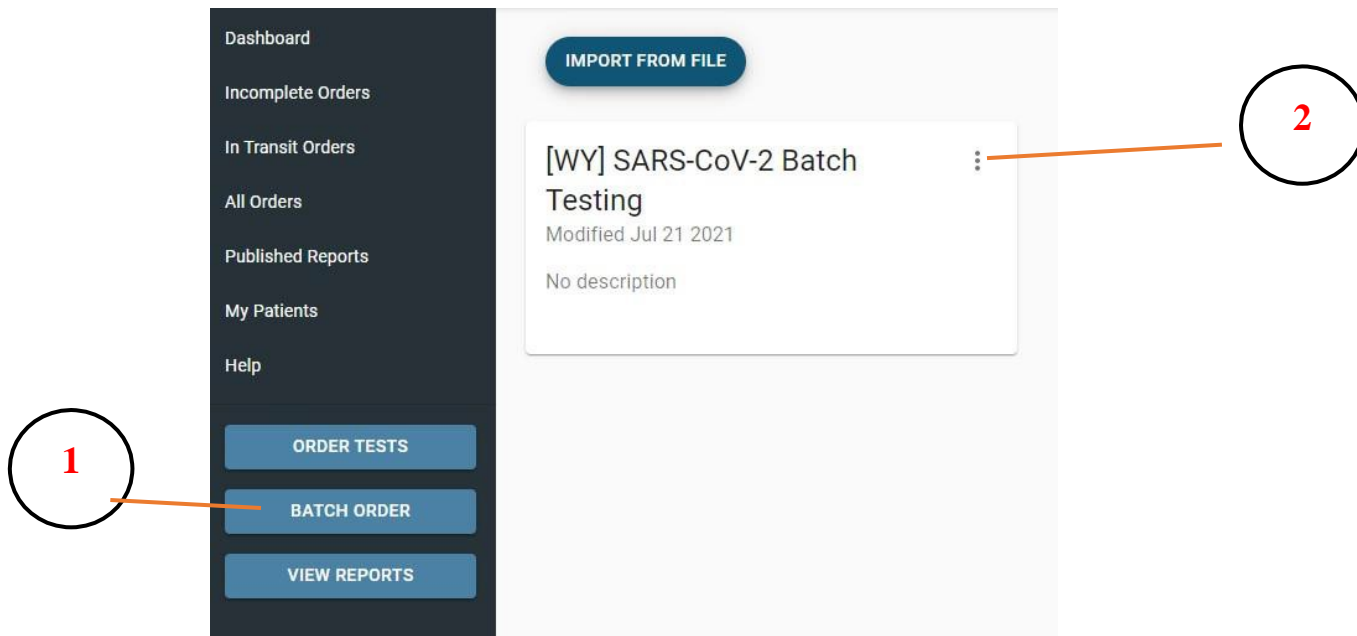 Dashboard
Incomplete Orders
In Transit Orders
All Orders
Published Reports
My Patients
Help
ORDER TESTS
BATCH ORDER
VIEW REPORTS
1
IMPORT FROM FILE
[WY] SARS-CoV-2 Batch
Testing
Modified Jul 21 2021
No description
2